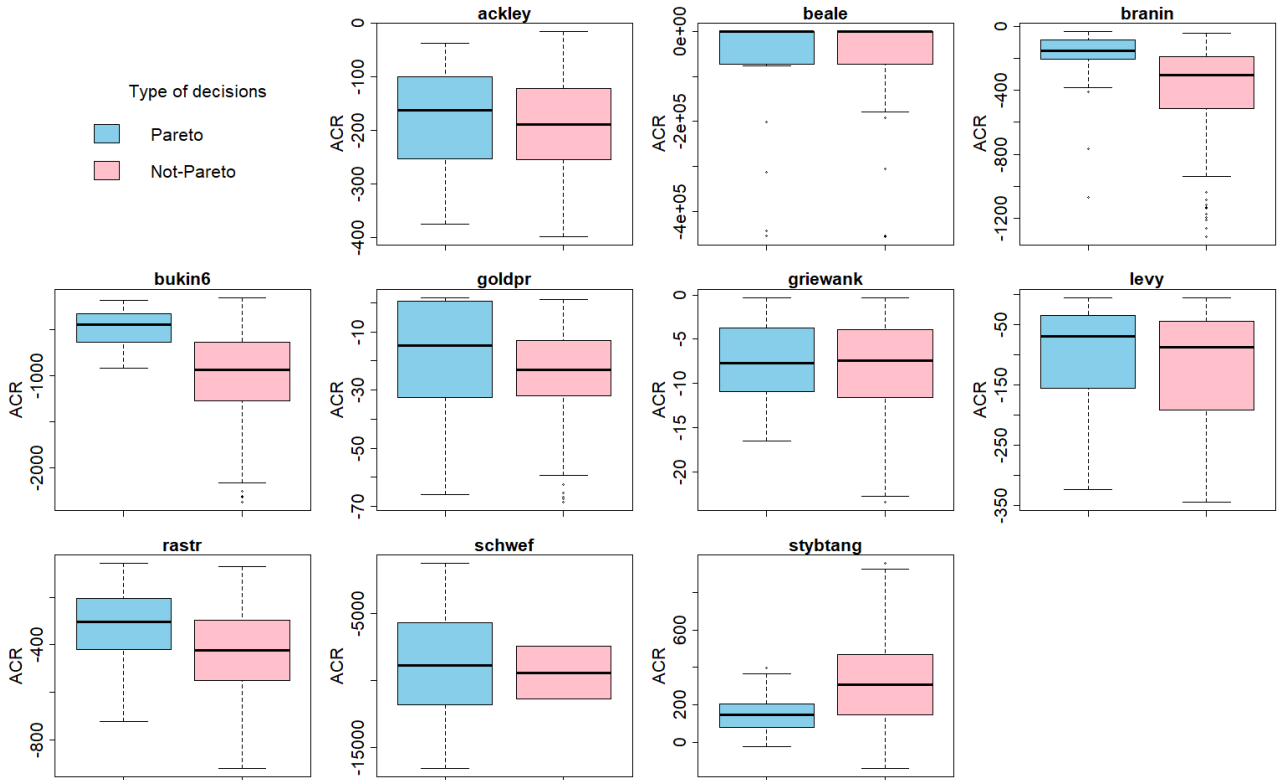 Type of decisions
Pareto
Not-Pareto
ackley
ACR
0
-100
-200
-300
-400
beale
ACR
0e+00
-2e+05
-4e+05
branin
ACR
0
-400
-800
-1200
bukin6
ACR
-1000
-2000
goldpr
ACR
-10
-30
-50
-70
griewank
ACR
0
-5
-10
-15
-20
levy
ACR
-50
-150
-250
-350
rastr
ACR
-400
-800
schwef
ACR
-5000
-15000
stybtang
ACR
600
200
0